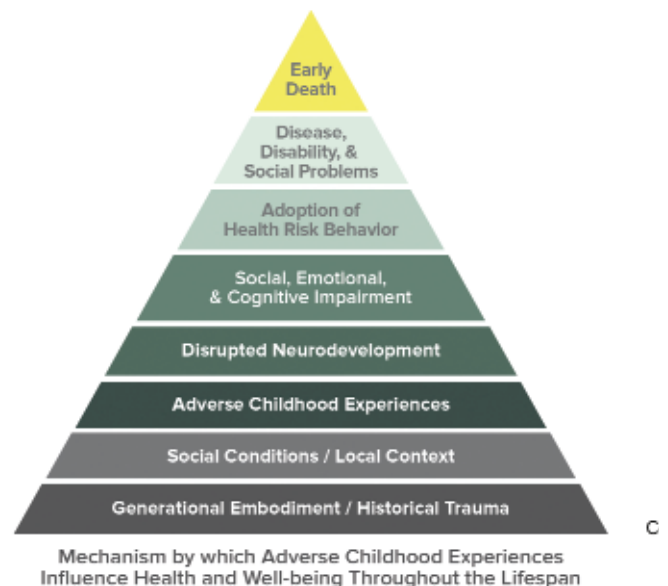 Early
Death
Disease,
Disability, &
Social Problems
Adoption of
Health Risk Behavior
Social, Emotional,
& Cognitive Impairment
Disrupted Neurodevelopment
Adverse Childhood Experiences
Social Conditions / Local Context
Generational Embodiment / Historical Trauma
Mechanism by which Adverse Childhood Experiences
Influence Health and Well-being Throughout the Lifespan